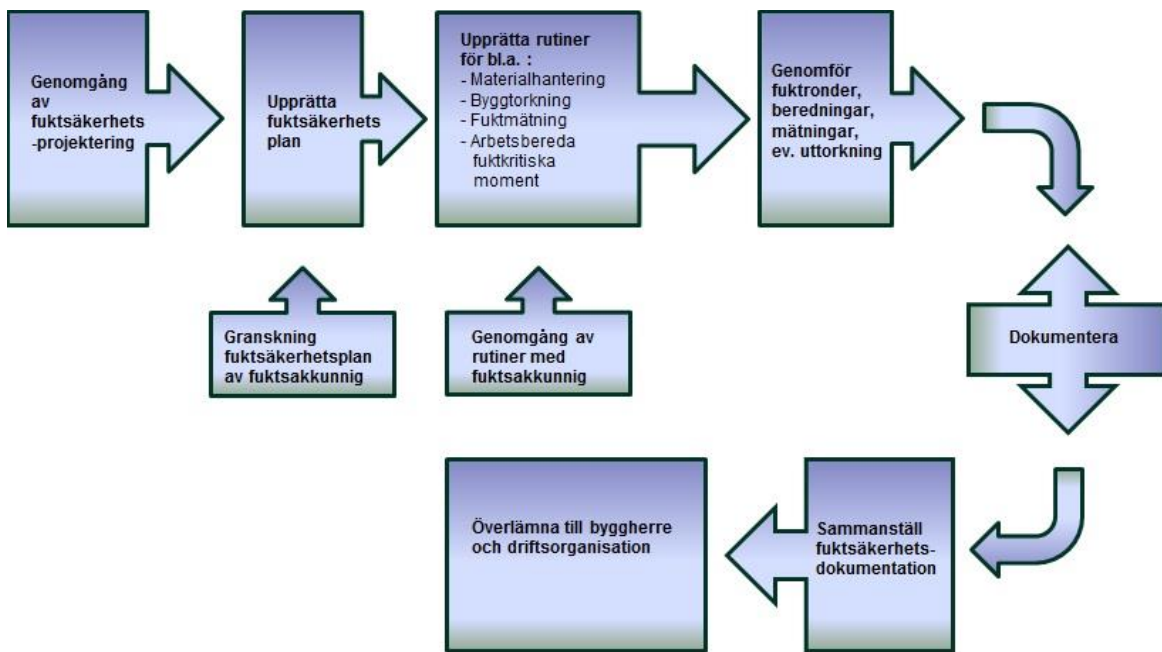 Genomgång
av
fuktsäkerhets
-projektering
Upprätta
fuktsäkerhets
plan
Upprätta rutiner
för bl.a. :
- Materialhantering
- Byggtorkning
- Fuktmätning
- Arbetsbereda
fuktkritiska
moment
Genomför
fuktronder,
beredningar,
mätningar,
ev. uttorkning
Granskning
fuktsäkerhetsplan
av fuktsakkunnig
Genomgång av
rutiner med
fuktsakkunnig
Dokumentera
Sammanställ
fuktsäkerhets-
dokumentation
Överlämna till byggherre
och driftsorganisation